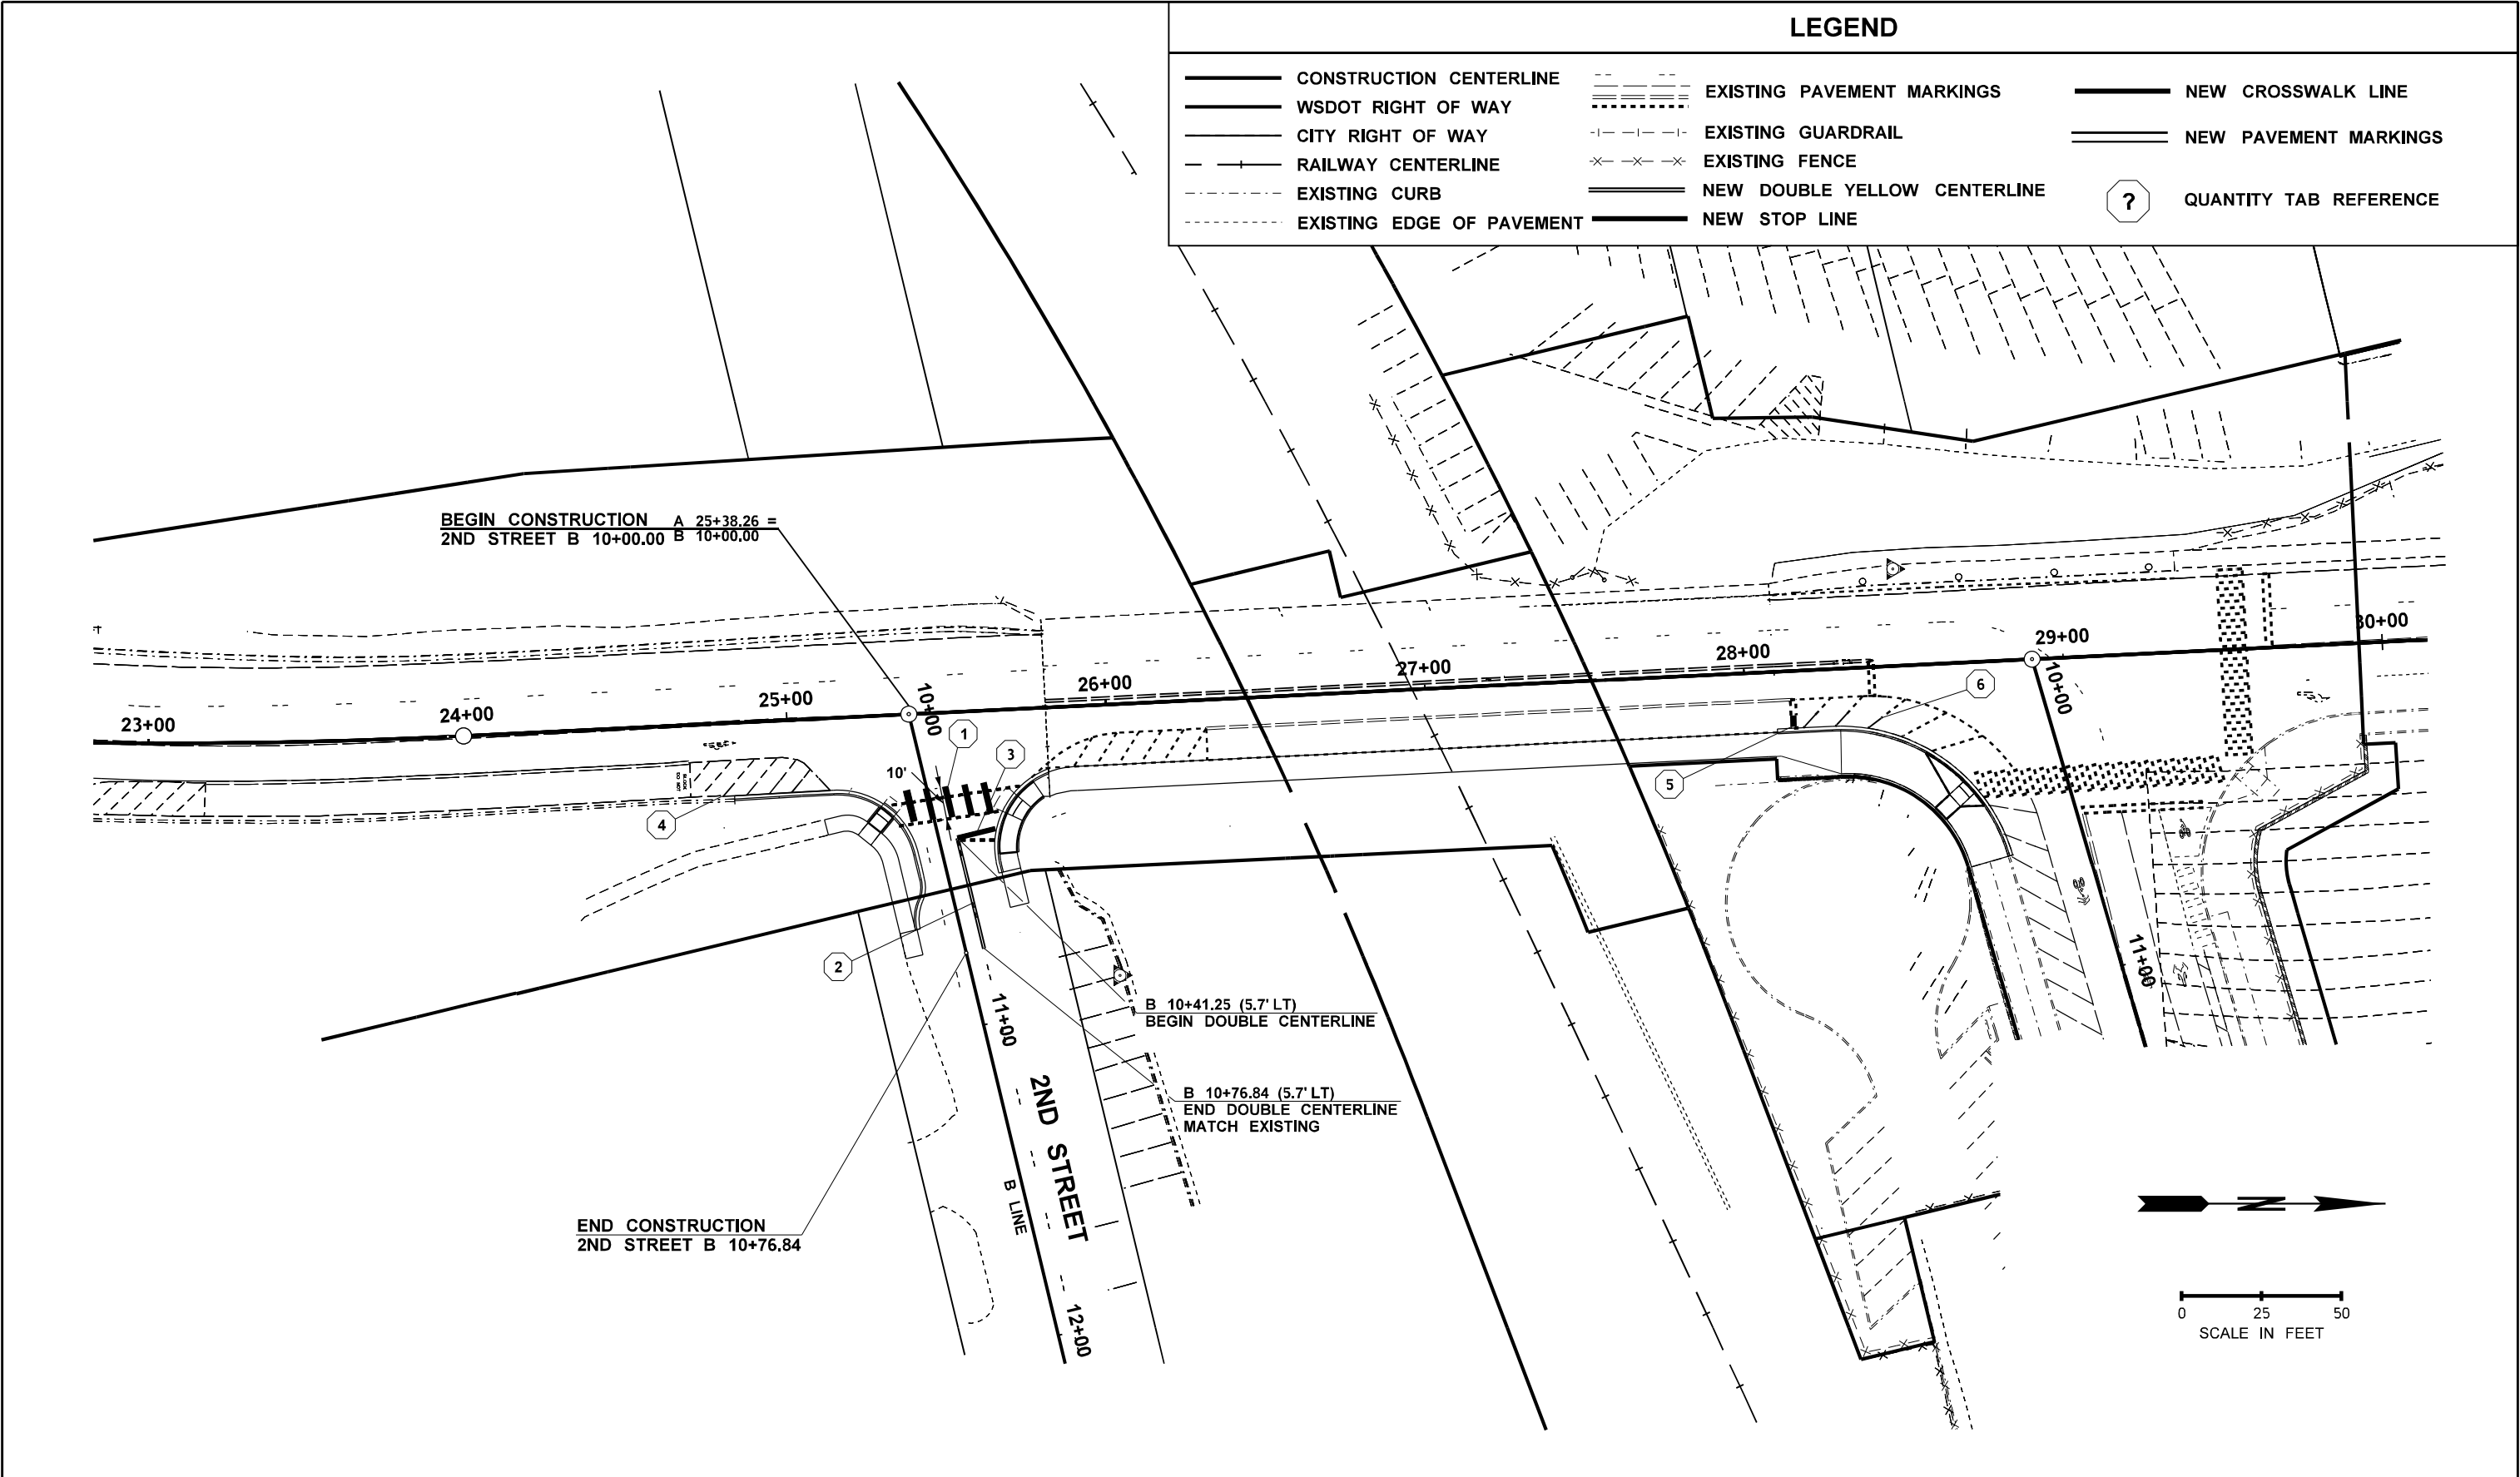 LEGEND
CONSTRUCTION CENTERLINE
WSDOT RIGHT OF WAY
CITY RIGHT OF WAY
RAILWAY CENTERLINE
EXISTING CURB
EXISTING EDGE OF PAVEMENT
EXISTING PAVEMENT MARKINGS
EXISTING GUARDRAIL
EXISTING FENCE
NEW DOUBLE YELLOW CENTERLINE
NEW STOP LINE
NEW CROSSWALK LINE
NEW PAVEMENT MARKINGS
? QUANTITY TAB REFERENCE
BEGIN CONSTRUCTION
2ND STREET B 10+00.00
A 25+38.26 =
B 10+00.00
23+00
24+00
25+00
26+00
27+00
28+00
29+00
30+00
10+00
10+00
1
3
10'
4
2
5
6
11+00
11+00
B 10+41.25 (5.7' LT)
BEGIN DOUBLE CENTERLINE
B 10+76.84 (5.7' LT)
END DOUBLE CENTERLINE
MATCH EXISTING
2ND STREET
B LINE
12+00
END CONSTRUCTION
2ND STREET B 10+76.84
N
0 25 50
SCALE IN FEET